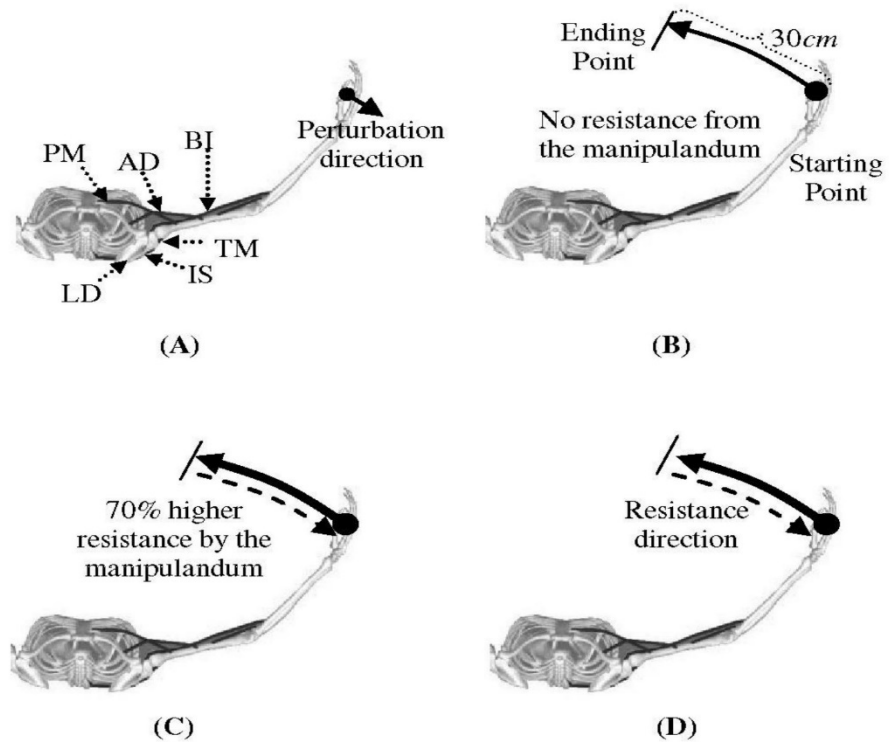 PM
AD
BI
Perturbation
direction
TM
IS
LD
(A)
Ending
Point
30cm
No resistance from
the manipulandum
Starting
Point
(B)
70% higher
resistance by the
manipulandum
(C)
Resistance
direction
(D)